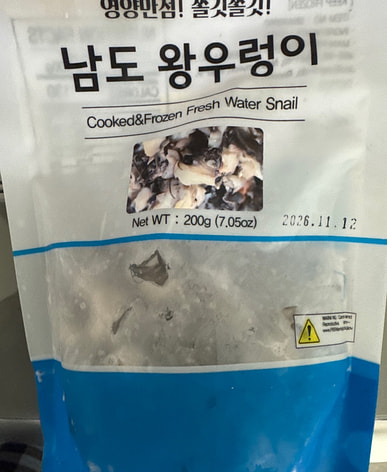 영양만점! 쫄깃쫄깃!
남도 왕우렁이
Cooked&Frozen Fresh Water Snail
Net WT : 200g (7.05oz)
2026.11.12